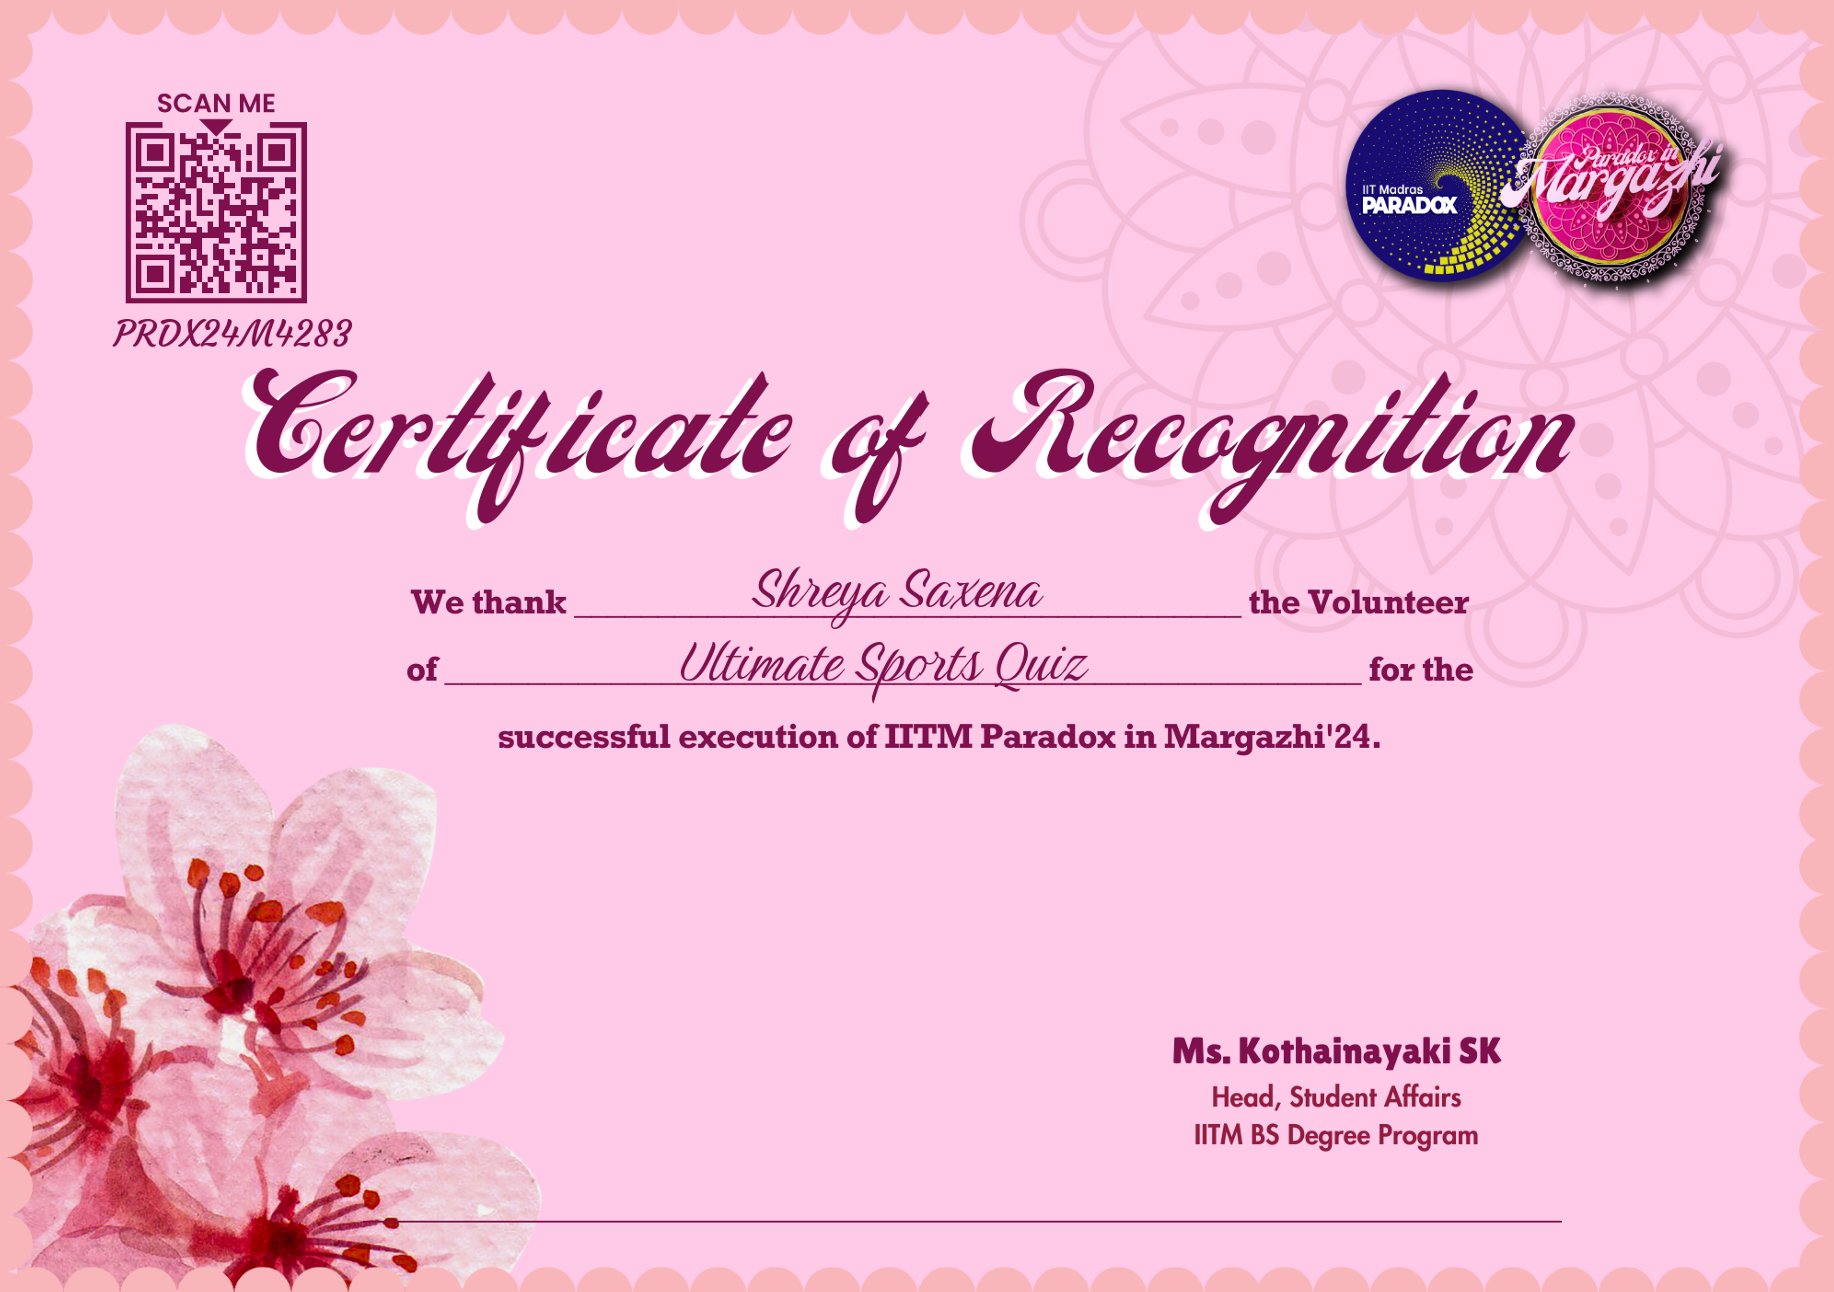 SCAN ME
PRDX24M4283
IIT Madras
PARADOX
Paradox in
Margazhi
Certificate of Recognition
We thank Shreya Saxena the Volunteer
of Ultimate Sports Quiz for the
successful execution of IITM Paradox in Margazhi'24.
Ms. Kothainayaki SK
Head, Student Affairs
IITM BS Degree Program